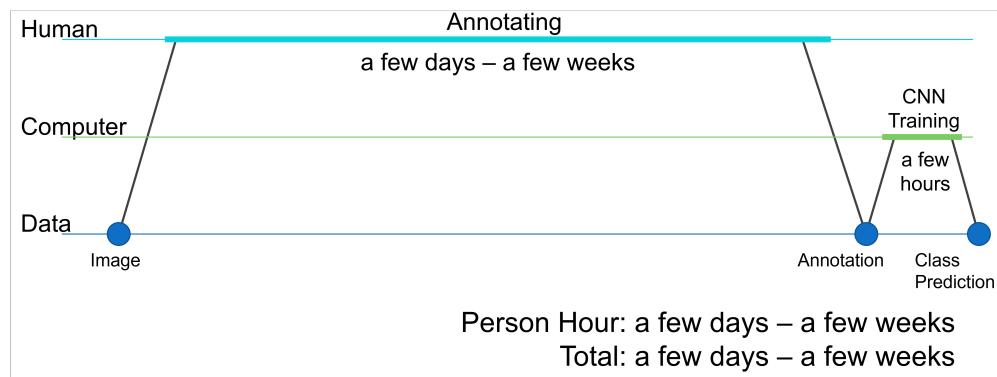 Human
Annotating
a few days – a few weeks
Computer
CNN
Training
a few
hours
Data
Image
Annotation
Class
Prediction
Person Hour: a few days – a few weeks
Total: a few days – a few weeks